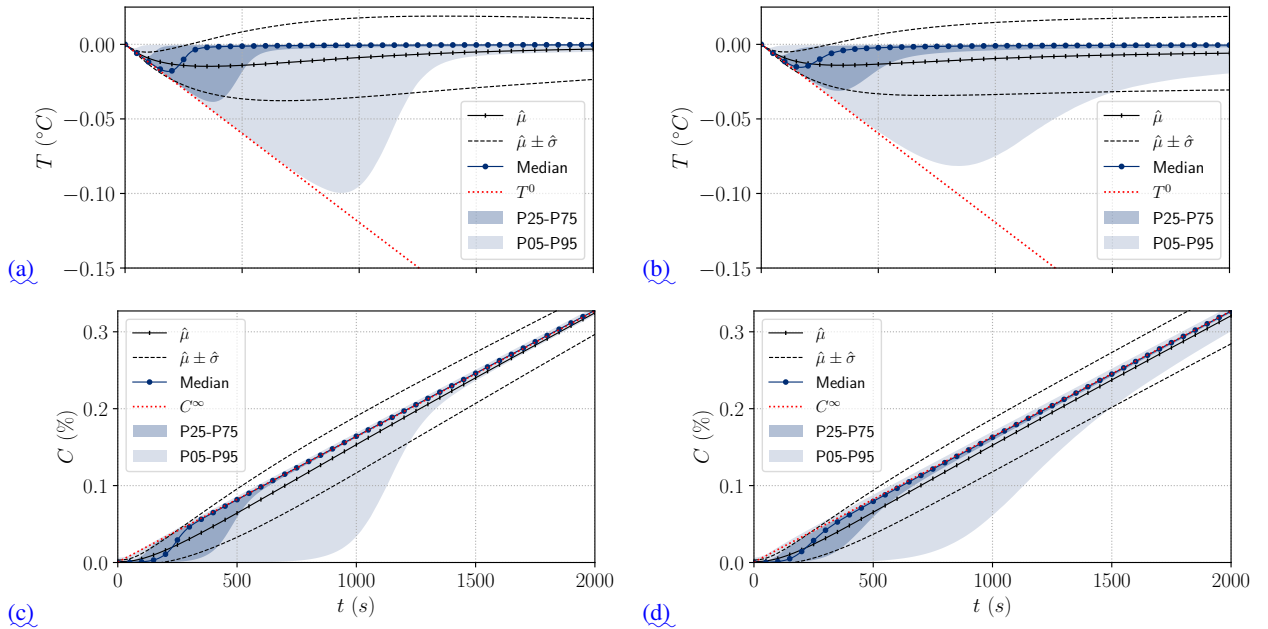 0.00
−0.05
−0.10
−0.15
T (°C)
μ̂
μ̂ ± σ̂
Median
T⁰
P25-P75
P05-P95
(a)
0.00
−0.05
−0.10
−0.15
T (°C)
μ̂
μ̂ ± σ̂
Median
T⁰
P25-P75
P05-P95
(b)
0.3
0.2
0.1
0.0
C (%)
μ̂
μ̂ ± σ̂
Median
C^∞
P25-P75
P05-P95
0 500 1000 1500 2000
t (s)
(c)
0.3
0.2
0.1
0.0
C (%)
μ̂
μ̂ ± σ̂
Median
C^∞
P25-P75
P05-P95
0 500 1000 1500 2000
t (s)
(d)